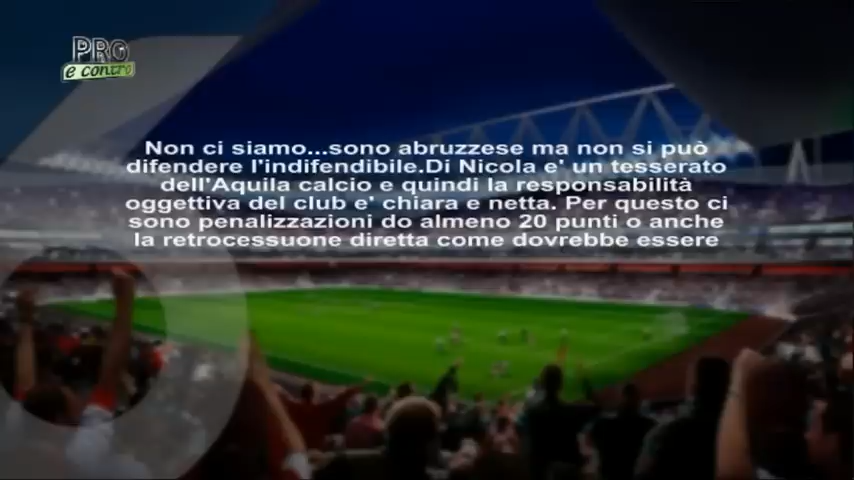 PRO
e contro
Non ci siamo...sono abruzzese ma non si può
difendere l'indifendibile.Di Nicola e' un tesserato
dell'Aquila calcio e quindi la responsabilità
oggettiva del club e' chiara e netta. Per questo ci
sono penalizzazioni do almeno 20 punti o anche
la retrocessuone diretta come dovrebbe essere